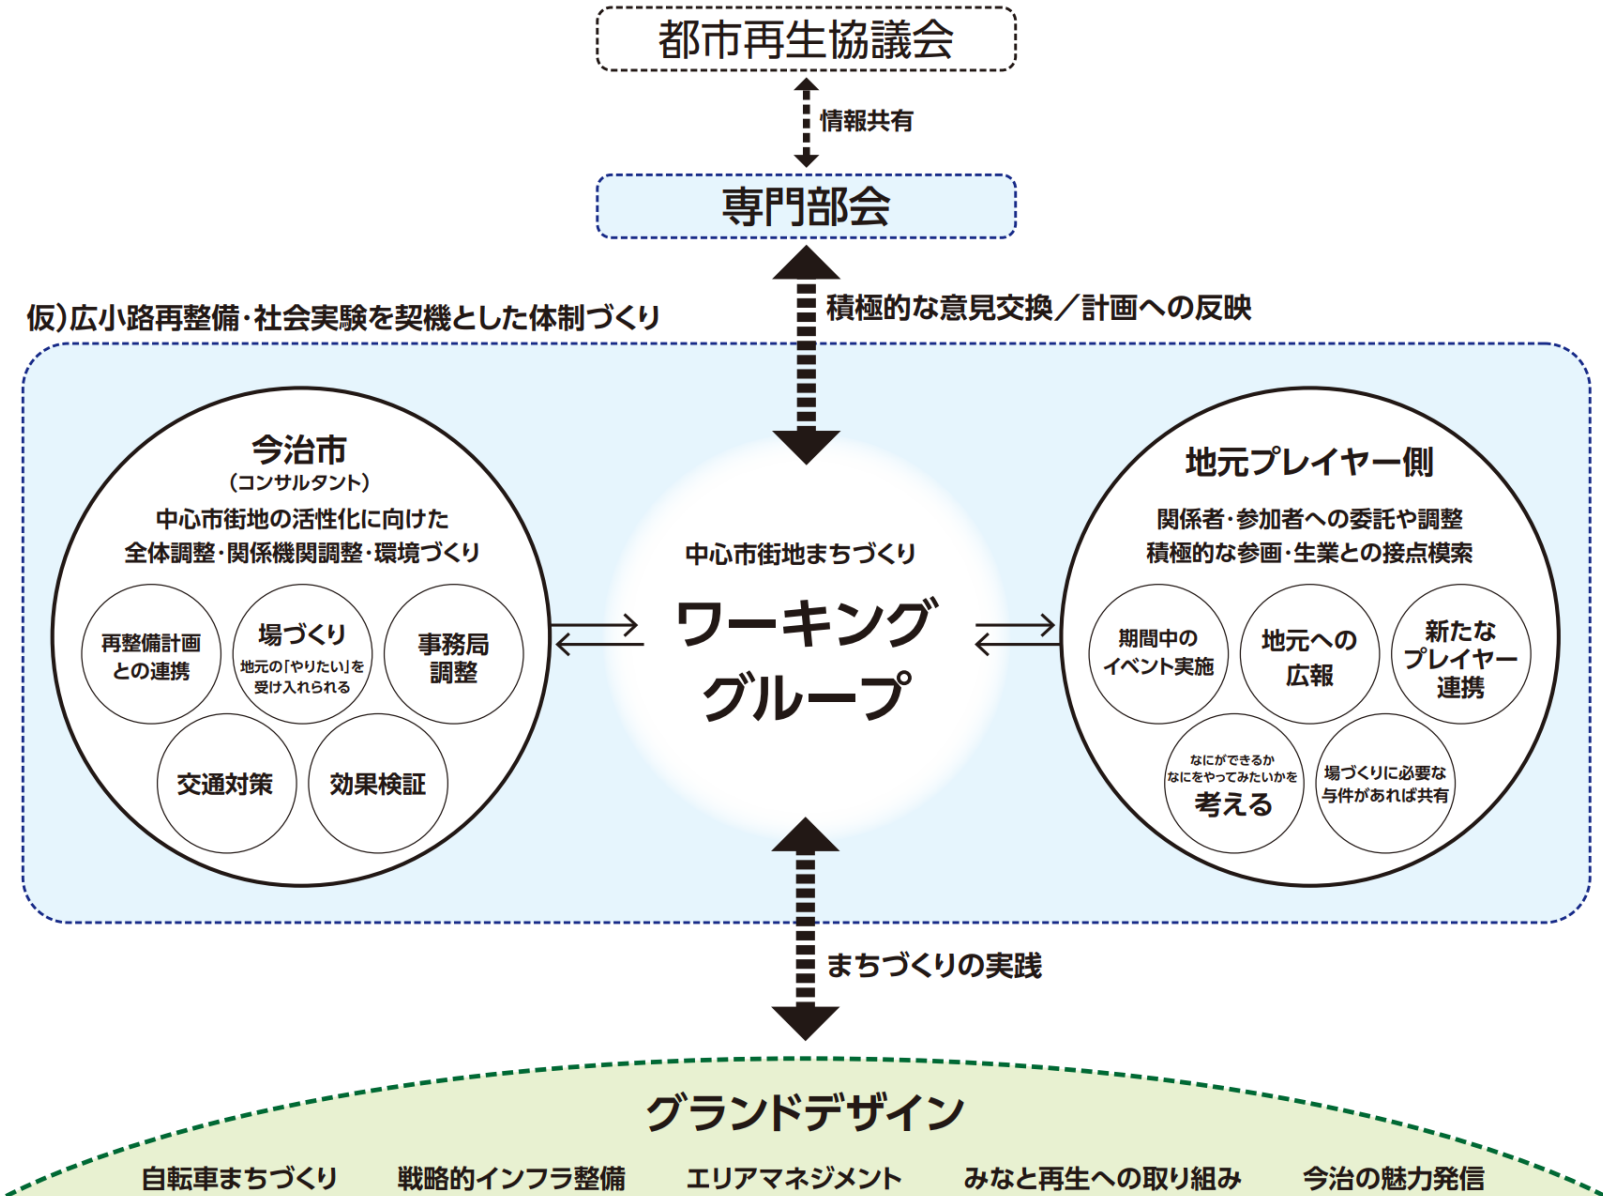 都市再生協議会
情報共有
専門部会
積極的な意見交換／計画への反映
仮）広小路再整備･社会実験を契機とした体制づくり
今治市
（コンサルタント）
中心市街地の活性化に向けた
全体調整･関係機関調整･環境づくり
再整備計画
との連携
場づくり
地元の｢やりたい｣を
受け入れられる
事務局
調整
交通対策
効果検証
中心市街地まちづくり
ワーキング
グループ
地元プレイヤー側
関係者･参加者への委託や調整
積極的な参画･生業との接点模索
期間中の
イベント実施
地元への
広報
新たな
プレイヤー
連携
なにができるか
なにをやってみたいかを
考える
場づくりに必要な
与件があれば共有
まちづくりの実践
グランドデザイン
自転車まちづくり
戦略的インフラ整備
エリアマネジメント
みなと再生への取り組み
今治の魅力発信